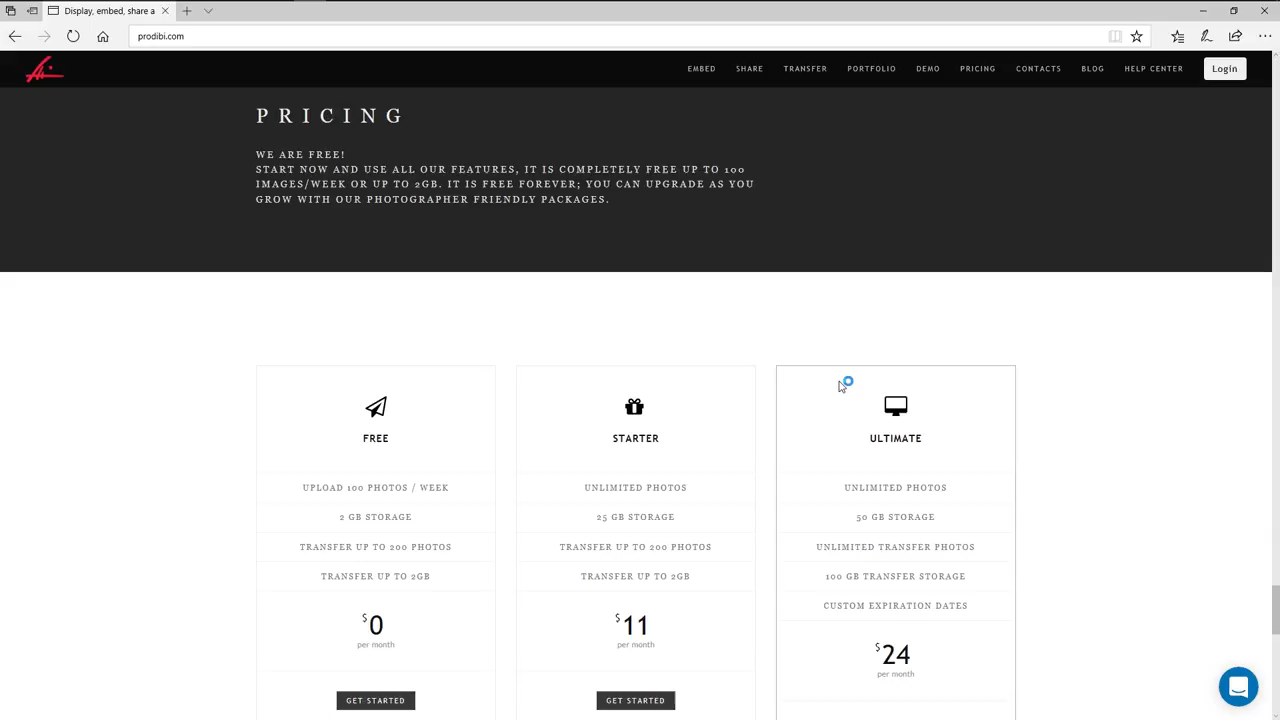 Display, embed, share a
prodibi.com
EMBED SHARE TRANSFER PORTFOLIO DEMO PRICING CONTACTS BLOG HELP CENTER Login
PRICING
WE ARE FREE!
START NOW AND USE ALL OUR FEATURES, IT IS COMPLETELY FREE UP TO 100
IMAGES/WEEK OR UP TO 2GB. IT IS FREE FOREVER; YOU CAN UPGRADE AS YOU
GROW WITH OUR PHOTOGRAPHER FRIENDLY PACKAGES.
FREE
UPLOAD 100 PHOTOS / WEEK
2 GB STORAGE
TRANSFER UP TO 200 PHOTOS
TRANSFER UP TO 2GB
$0
per month
GET STARTED
STARTER
UNLIMITED PHOTOS
25 GB STORAGE
TRANSFER UP TO 200 PHOTOS
TRANSFER UP TO 2GB
$11
per month
GET STARTED
ULTIMATE
UNLIMITED PHOTOS
50 GB STORAGE
UNLIMITED TRANSFER PHOTOS
100 GB TRANSFER STORAGE
CUSTOM EXPIRATION DATES
$24
per month